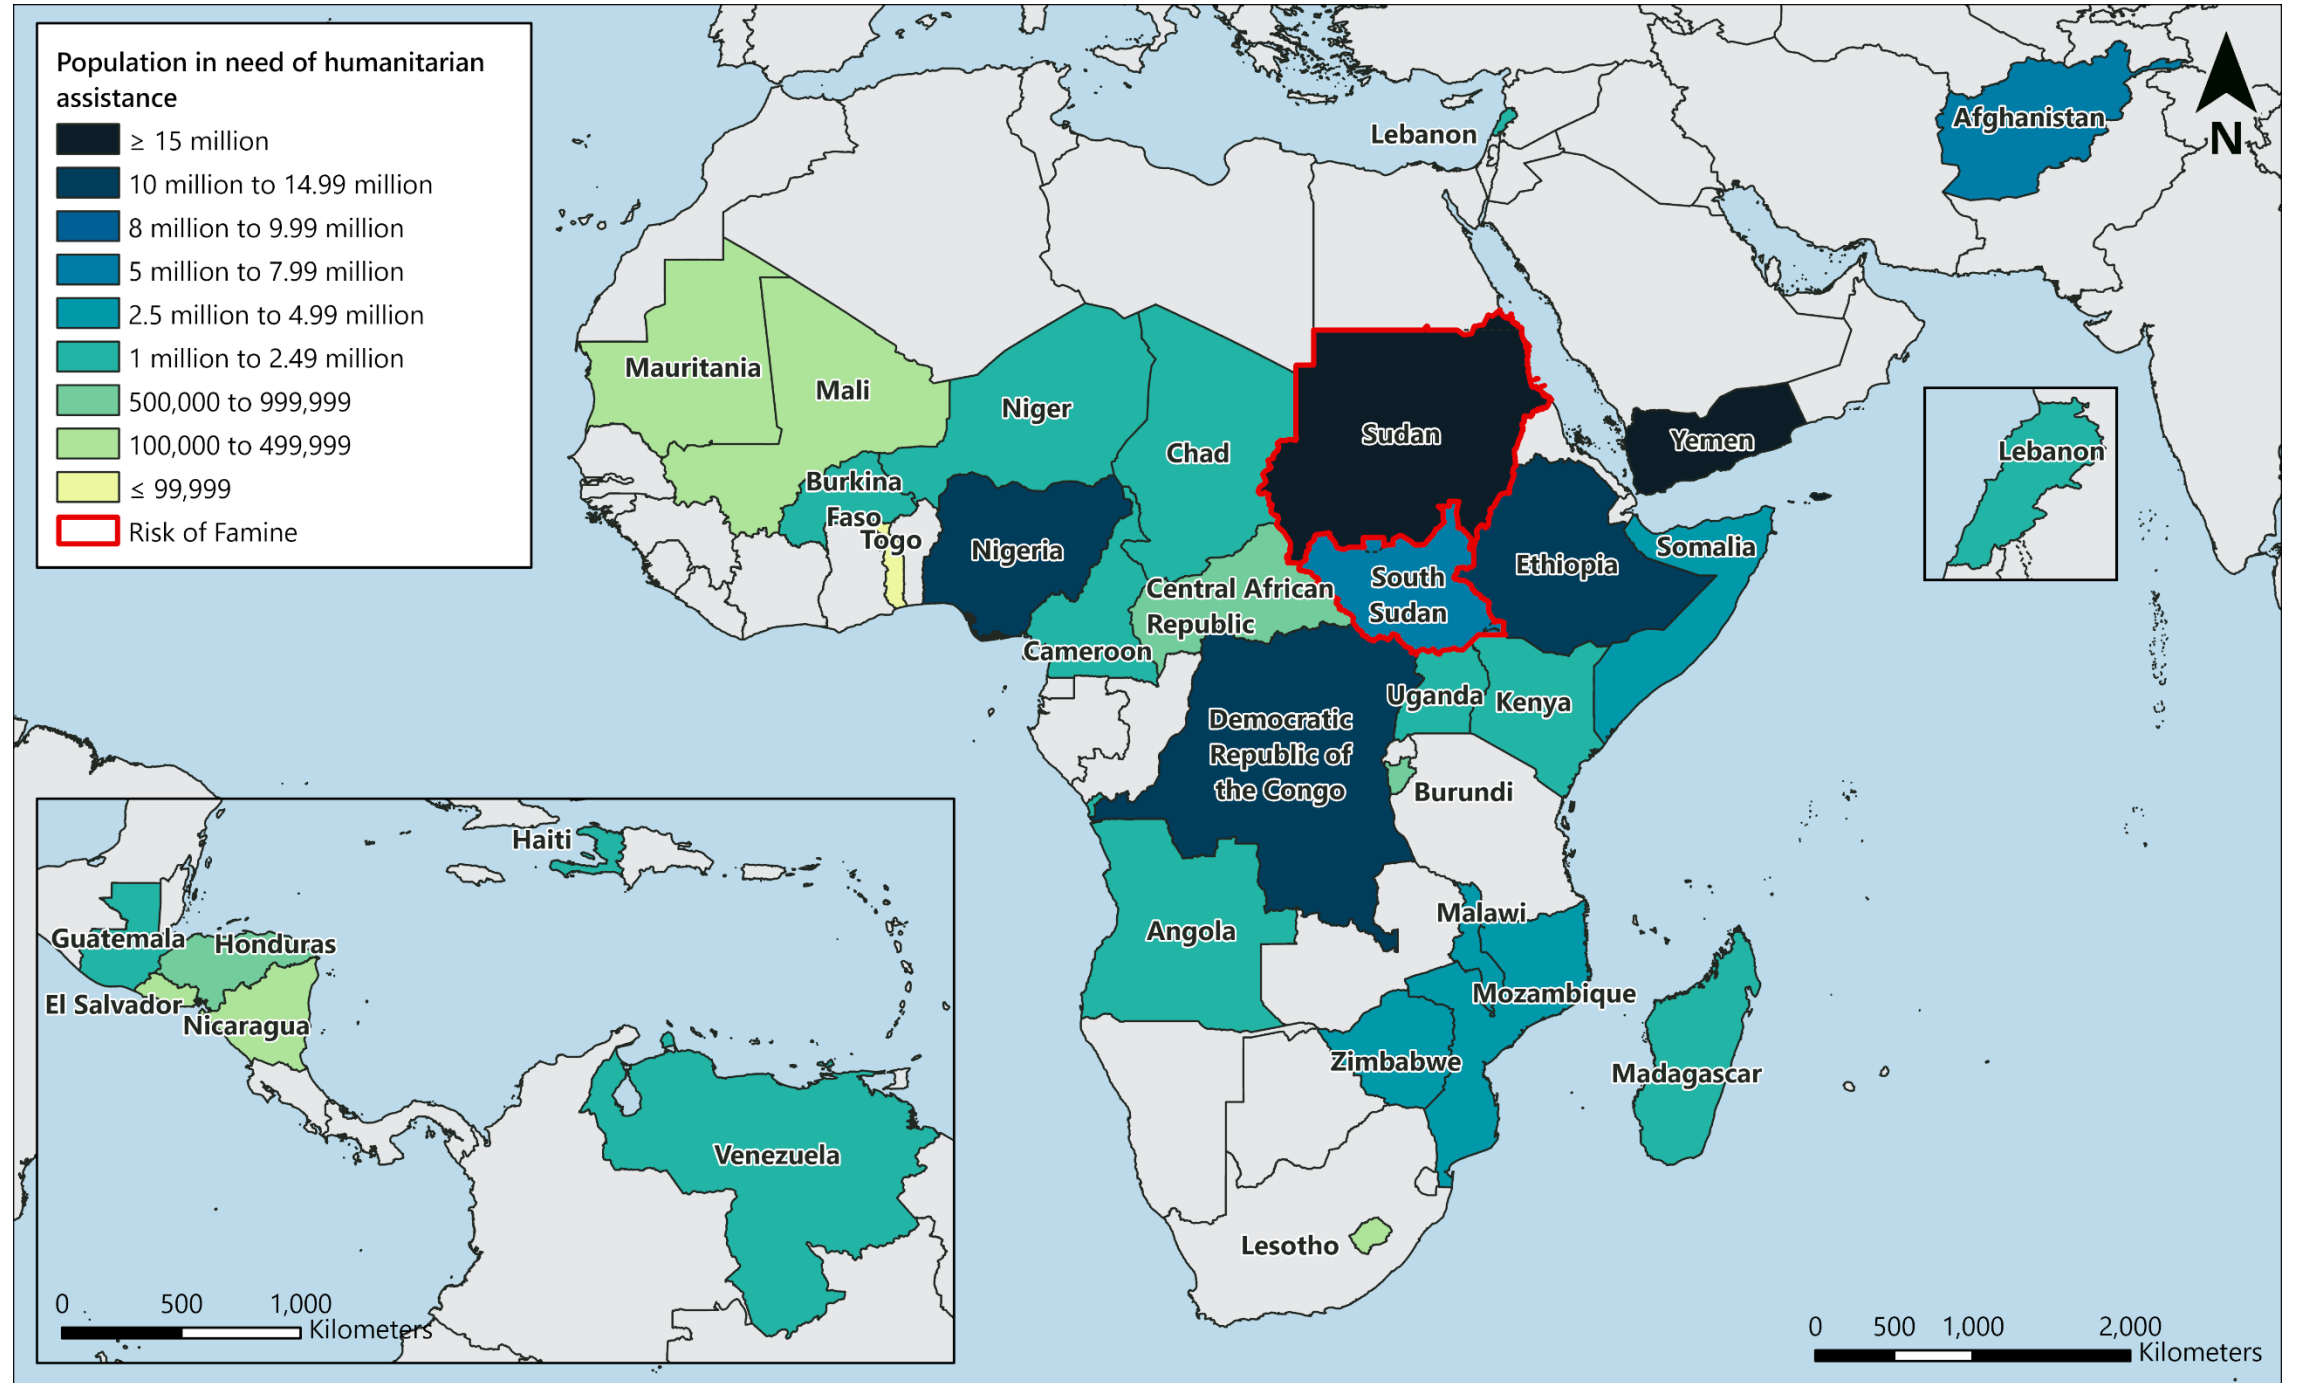 Population in need of humanitarian
assistance
≥ 15 million
10 million to 14.99 million
8 million to 9.99 million
5 million to 7.99 million
2.5 million to 4.99 million
1 million to 2.49 million
500,000 to 999,999
100,000 to 499,999
≤ 99,999
Risk of Famine
Lebanon
Afghanistan
N
Mauritania
Mali
Niger
Chad
Sudan
Yemen
Lebanon
Burkina
Faso
Togo
Nigeria
Ethiopia
Somalia
South
Sudan
Central African
Republic
Cameroon
Uganda
Kenya
Democratic
Republic of
the Congo
Burundi
Angola
Malawi
Mozambique
Zimbabwe
Madagascar
Lesotho
Haiti
Guatemala
Honduras
El Salvador
Nicaragua
Venezuela
0 500 1,000
Kilometers
0 500 1,000 2,000
Kilometers